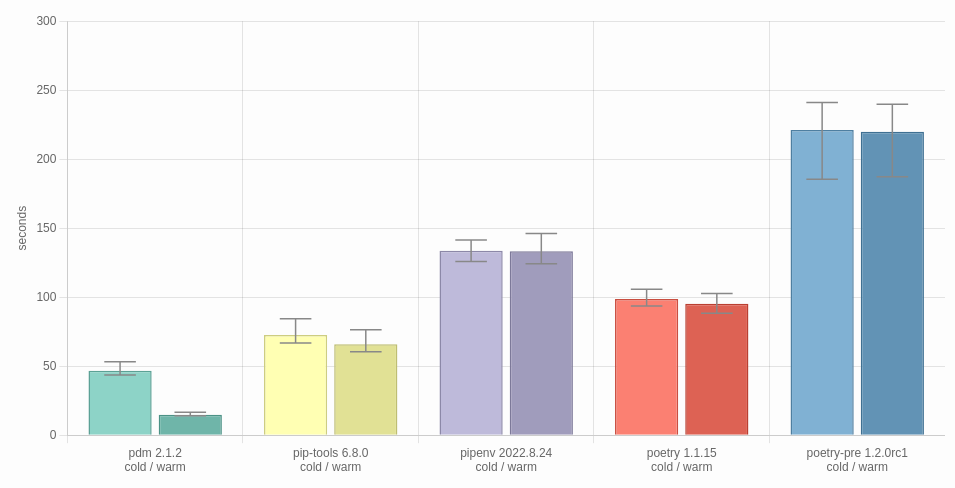 300
250
200
150
100
50
0
seconds
pdm 2.1.2
cold / warm
pip-tools 6.8.0
cold / warm
pipenv 2022.8.24
cold / warm
poetry 1.1.15
cold / warm
poetry-pre 1.2.0rc1
cold / warm